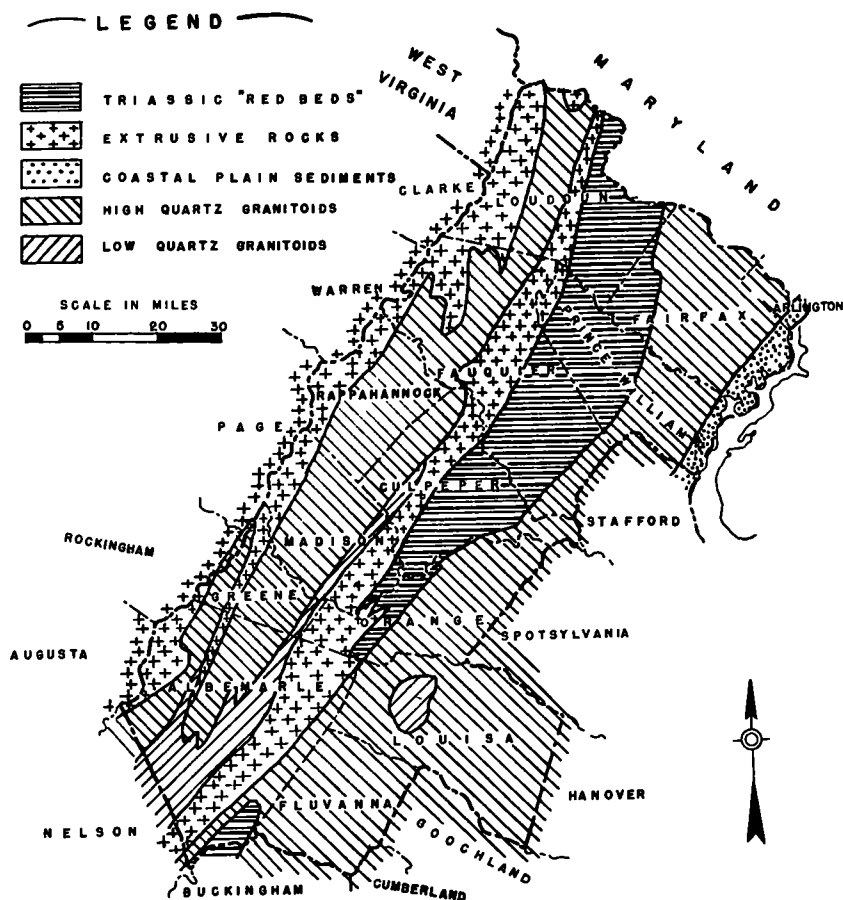 LEGEND
TRIASSIC "RED BEDS"
EXTRUSIVE ROCKS
COASTAL PLAIN SEDIMENTS
HIGH QUARTZ GRANITOIDS
LOW QUARTZ GRANITOIDS
SCALE IN MILES
0 5 10 20 30
WEST
VIRGINIA
MARYLAND
CLARKE
LOUDOUN
WARREN
FAIRFAX
ARLINGTON
PRINCE WILLIAM
FAUQUIER
RAPPAHANNOCK
PAGE
CULPEPER
STAFFORD
ROCKINGHAM
MADISON
GREENE
ORANGE
SPOTSYLVANIA
AUGUSTA
ALBEMARLE
LOUISA
HANOVER
FLUVANNA
NELSON
GOOCHLAND
BUCKINGHAM
CUMBERLAND